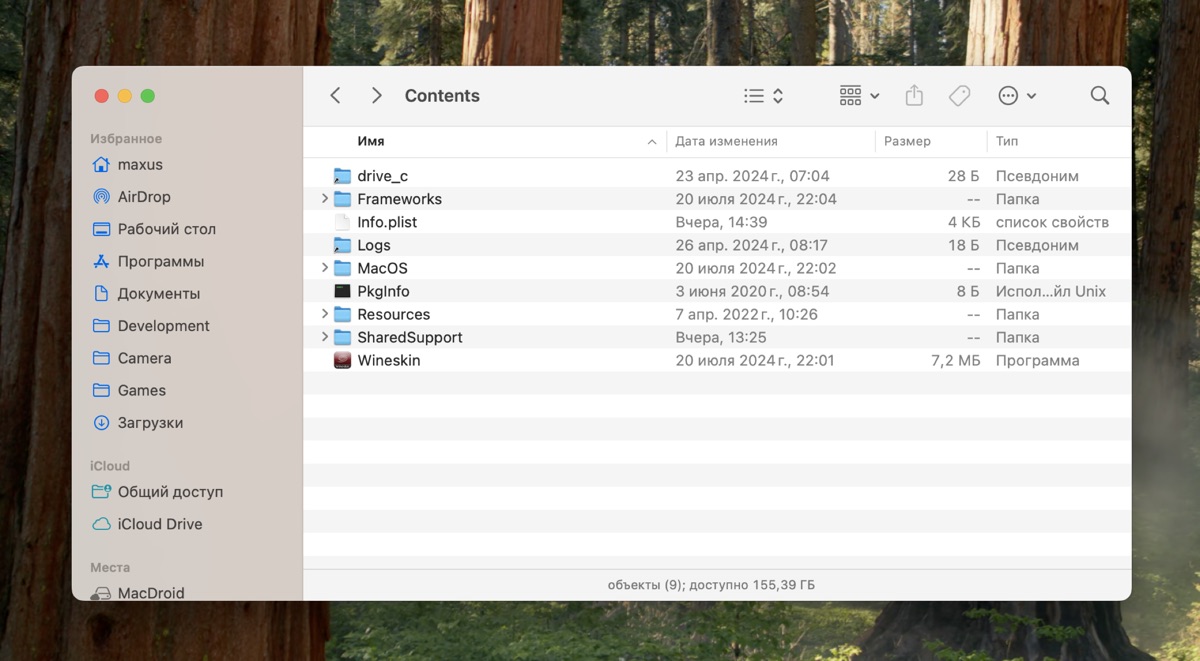 Contents
Избранное
maxus
AirDrop
Рабочий стол
Программы
Документы
Development
Camera
Games
Загрузки
iCloud
Общий доступ
iCloud Drive
Места
MacDroid
Имя Дата изменения Размер Тип
drive_c 23 апр. 2024 г., 07:04 28 Б Псевдоним
Frameworks 20 июля 2024 г., 22:04 -- Папка
Info.plist Вчера, 14:39 4 КБ список свойств
Logs 26 апр. 2024 г., 08:17 18 Б Псевдоним
MacOS 20 июля 2024 г., 22:02 -- Папка
PkgInfo 3 июня 2020 г., 08:54 8 Б Испол...йл Unix
Resources 7 апр. 2022 г., 10:26 -- Папка
SharedSupport Вчера, 13:25 -- Папка
Wineskin 20 июля 2024 г., 22:01 7,2 МБ Программа
объекты (9); доступно 155,39 ГБ